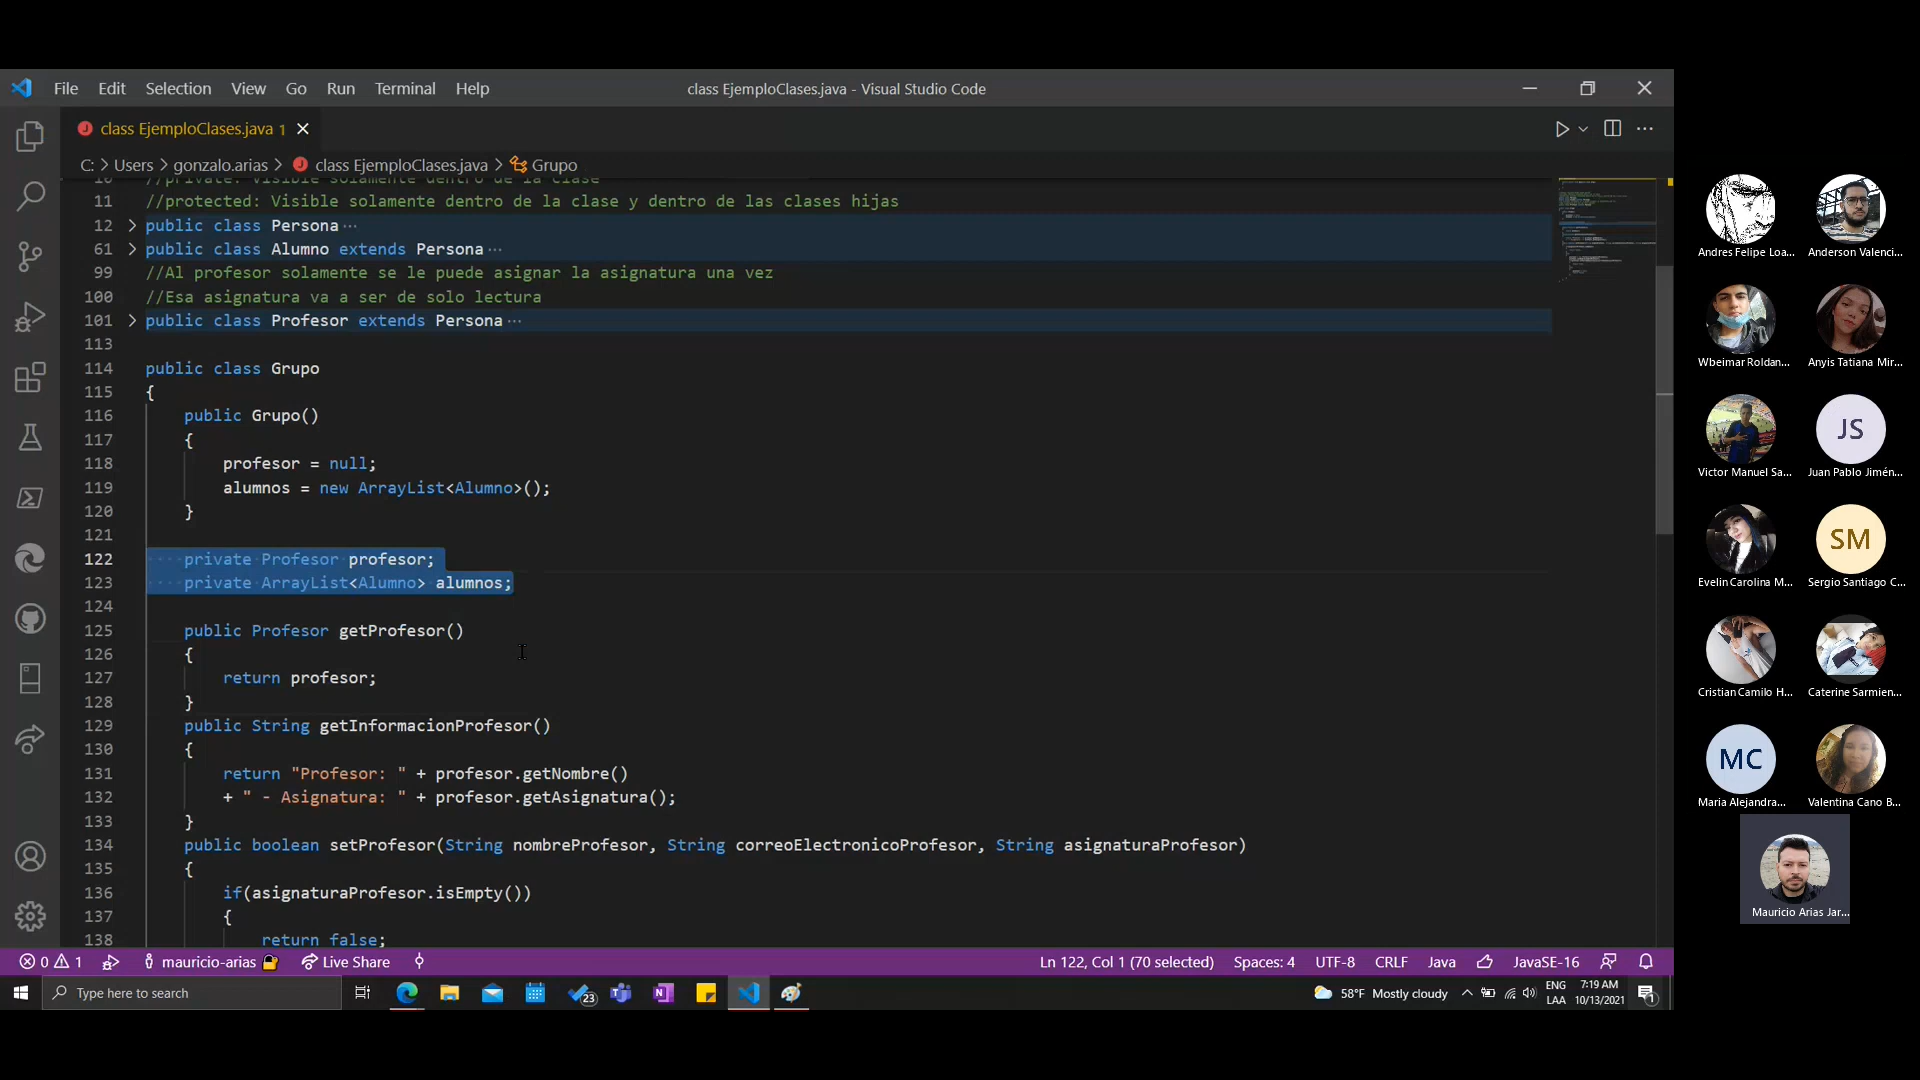 File Edit Selection View Go Run Terminal Help
class EjemploClases.java - Visual Studio Code
class EjemploClases.java 1
C: > Users > gonzalo.arias > class EjemploClases.java > Grupo
10 //private: Visible solamente dentro de la clase
11 //protected: Visible solamente dentro de la clase y dentro de las clases hijas
12 > public class Persona ···
61 > public class Alumno extends Persona ···
99 //Al profesor solamente se le puede asignar la asignatura una vez
100 //Esa asignatura va a ser de solo lectura
101 > public class Profesor extends Persona ···
113
114 public class Grupo
115 {
116 public Grupo()
117 {
118 profesor = null;
119 alumnos = new ArrayList<Alumno>();
120 }
121
122 private Profesor profesor;
123 private ArrayList<Alumno> alumnos;
124
125 public Profesor getProfesor()
126 {
127 return profesor;
128 }
129 public String getInformacionProfesor()
130 {
131 return "Profesor: " + profesor.getNombre()
132 + " - Asignatura: " + profesor.getAsignatura();
133 }
134 public boolean setProfesor(String nombreProfesor, String correoElectronicoProfesor, String asignaturaProfesor)
135 {
136 if(asignaturaProfesor.isEmpty())
137 {
138 return false;
0 1 mauricio-arias Live Share
Ln 122, Col 1 (70 selected) Spaces: 4 UTF-8 CRLF Java JavaSE-16
Type here to search
23
58°F Mostly cloudy
ENG
LAA
7:19 AM
10/13/2021
1
Andres Felipe Loa...
Anderson Valenci...
Wbeimar Roldan...
Anyis Tatiana Mir...
Victor Manuel Sa...
JS
Juan Pablo Jimén...
Evelin Carolina M...
SM
Sergio Santiago C...
Cristian Camilo H...
Caterine Sarmien...
MC
Maria Alejandra...
Valentina Cano B...
Mauricio Arias Jar...